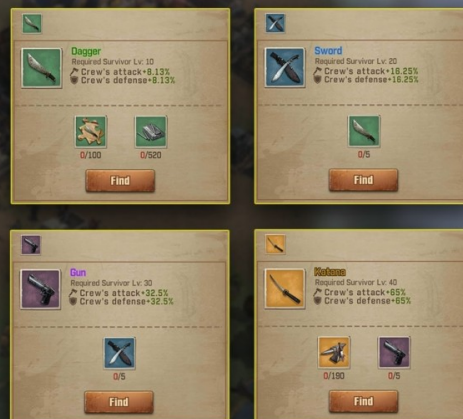 Dagger
Required Survivor Lv: 10
Crew's attack+8.13%
Crew's defense+8.13%
0/100
0/520
Find
Sword
Required Survivor Lv: 20
Crew's attack+16.25%
Crew's defense+16.25%
0/5
Find
Gun
Required Survivor Lv: 30
Crew's attack+32.5%
Crew's defense+32.5%
0/5
Find
Katana
Required Survivor Lv: 40
Crew's attack+65%
Crew's defense+65%
0/190
0/5
Find